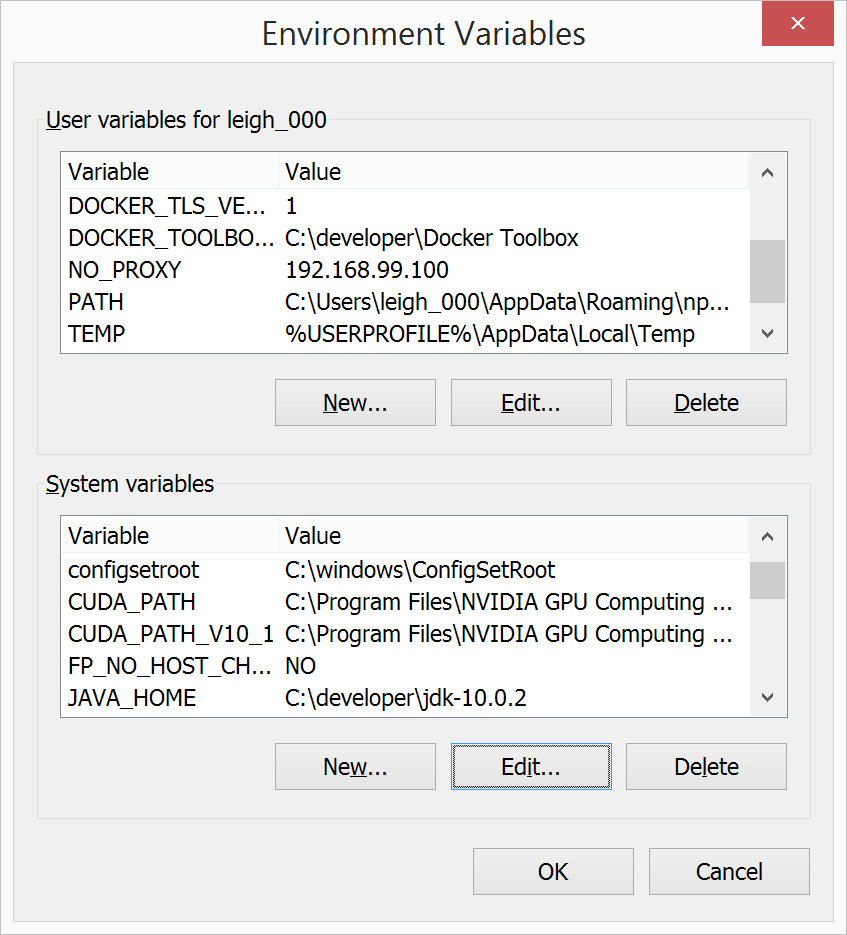 Environment Variables
User variables for leigh_000
Variable Value
DOCKER_TLS_VE... 1
DOCKER_TOOLBO... C:\developer\Docker Toolbox
NO_PROXY 192.168.99.100
PATH C:\Users\leigh_000\AppData\Roaming\np...
TEMP %USERPROFILE%\AppData\Local\Temp
New... Edit... Delete
System variables
Variable Value
configsetroot C:\windows\ConfigSetRoot
CUDA_PATH C:\Program Files\NVIDIA GPU Computing ...
CUDA_PATH_V10_1 C:\Program Files\NVIDIA GPU Computing ...
FP_NO_HOST_CH... NO
JAVA_HOME C:\developer\jdk-10.0.2
New... Edit... Delete
OK Cancel